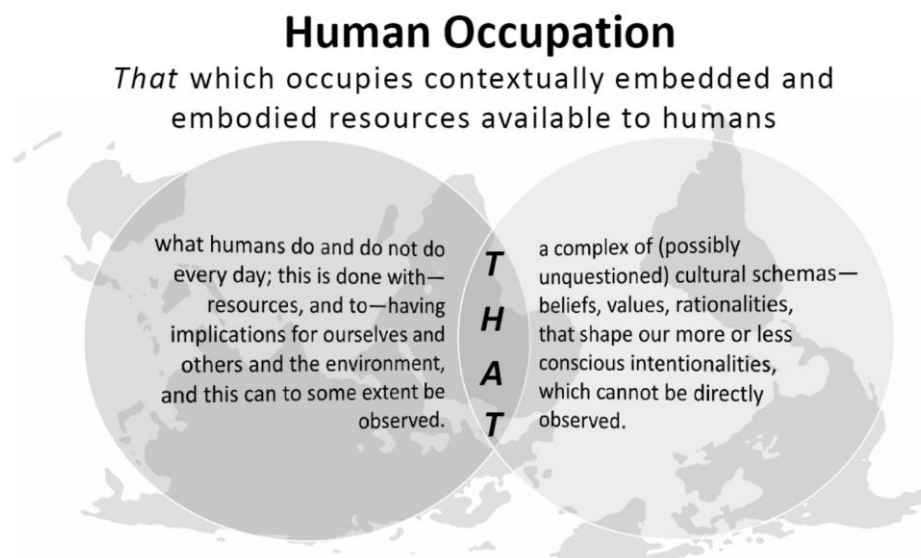 Human Occupation
That which occupies contextually embedded and
embodied resources available to humans
what humans do and do not do
every day; this is done with—
resources, and to—having
implications for ourselves and
others and the environment,
and this can to some extent be
observed.
T
H
A
T
a complex of (possibly
unquestioned) cultural schemas—
beliefs, values, rationalities,
that shape our more or less
conscious intentionalities,
which cannot be directly
observed.